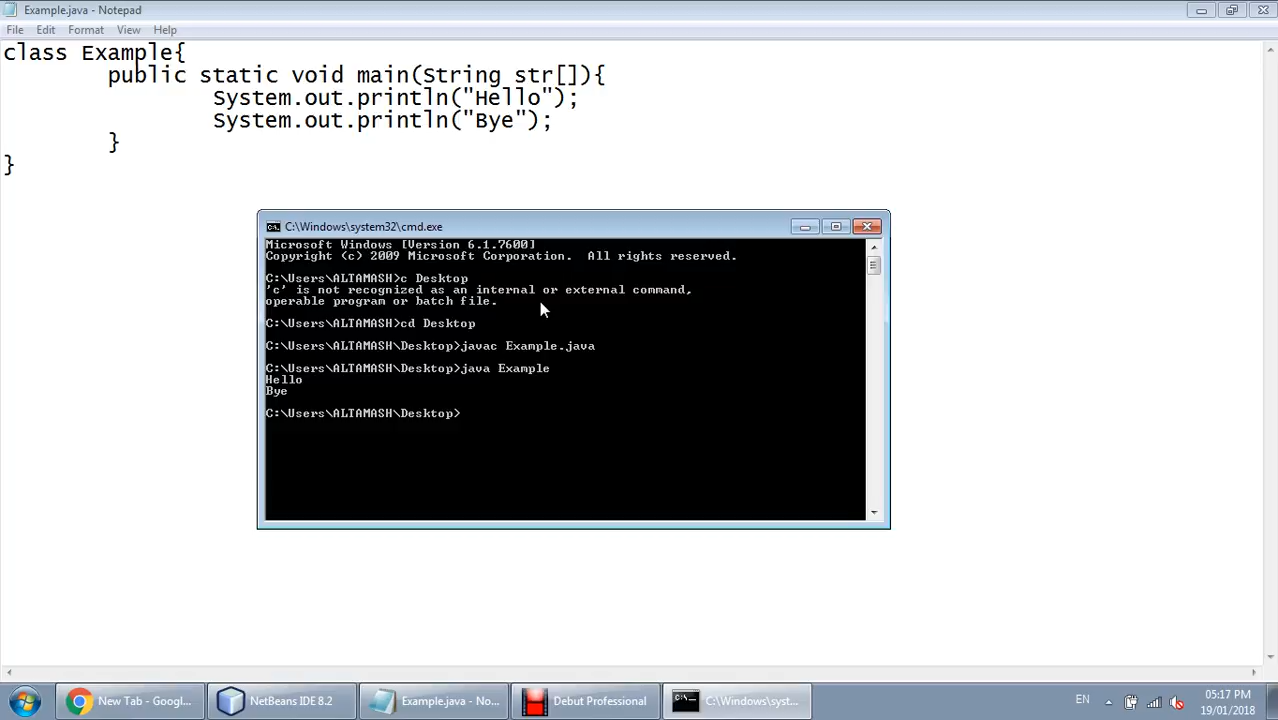 Example.java - Notepad
File Edit Format View Help
class Example{
public static void main(String str[]){
System.out.println("Hello");
System.out.println("Bye");
}
}
C:\Windows\system32\cmd.exe
Microsoft Windows [Version 6.1.7600]
Copyright (c) 2009 Microsoft Corporation.  All rights reserved.
C:\Users\ALTAMASH>c Desktop
'c' is not recognized as an internal or external command,
operable program or batch file.
C:\Users\ALTAMASH>cd Desktop
C:\Users\ALTAMASH\Desktop>javac Example.java
C:\Users\ALTAMASH\Desktop>java Example
Hello
Bye
C:\Users\ALTAMASH\Desktop>
New Tab - Googl... NetBeans IDE 8.2 Example.java - No... Debut Professional C:\Windows\syst... EN 05:17 PM
19/01/2018